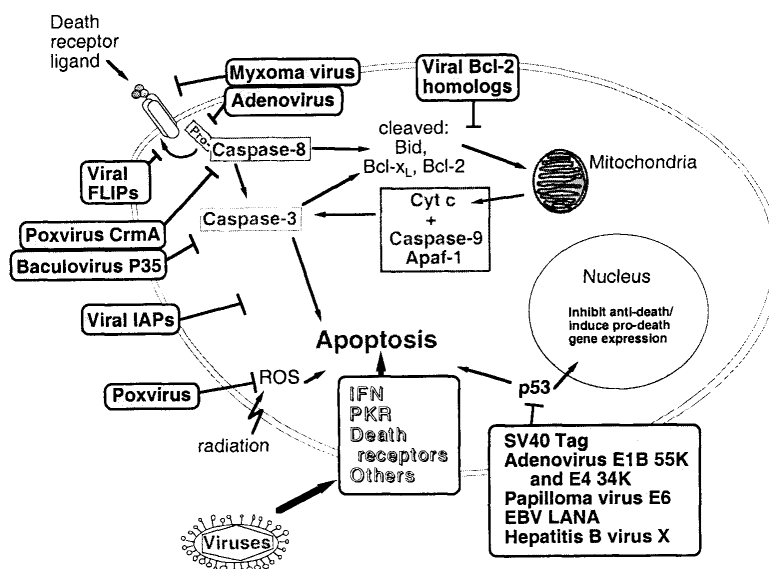 Death
receptor
ligand
Myxoma virus
Adenovirus
Viral Bcl-2
homologs
Pro-
Caspase-8
cleaved:
Bid,
Bcl-xL, Bcl-2
Mitochondria
Viral
FLIPs
Caspase-3
Cyt c
+
Caspase-9
Apaf-1
Poxvirus CrmA
Baculovirus P35
Nucleus
Inhibit anti-death/
induce pro-death
gene expression
Viral IAPs
Apoptosis
Poxvirus
ROS
radiation
IFN
PKR
Death
receptors
Others
p53
SV40 Tag
Adenovirus E1B 55K
and E4 34K
Papilloma virus E6
EBV LANA
Hepatitis B virus X
Viruses